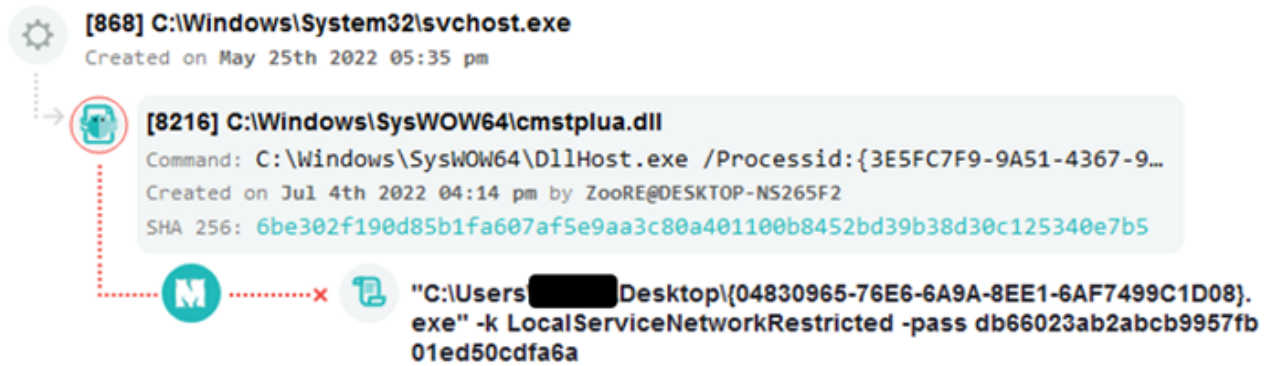 [868] C:\Windows\System32\svchost.exe
Created on May 25th 2022 05:35 pm
[8216] C:\Windows\SysWOW64\cmstplua.dll
Command: C:\Windows\SysWOW64\DllHost.exe /Processid:{3E5FC7F9-9A51-4367-9…
Created on Jul 4th 2022 04:14 pm by ZooRE@DESKTOP-NS265F2
SHA 256: 6be302f190d85b1fa607af5e9aa3c80a401100b8452bd39b38d30c125340e7b5
M
"C:\Users\ Desktop\{04830965-76E6-6A9A-8EE1-6AF7499C1D08}.
exe" -k LocalServiceNetworkRestricted -pass db66023ab2abcb9957fb
01ed50cdfa6a